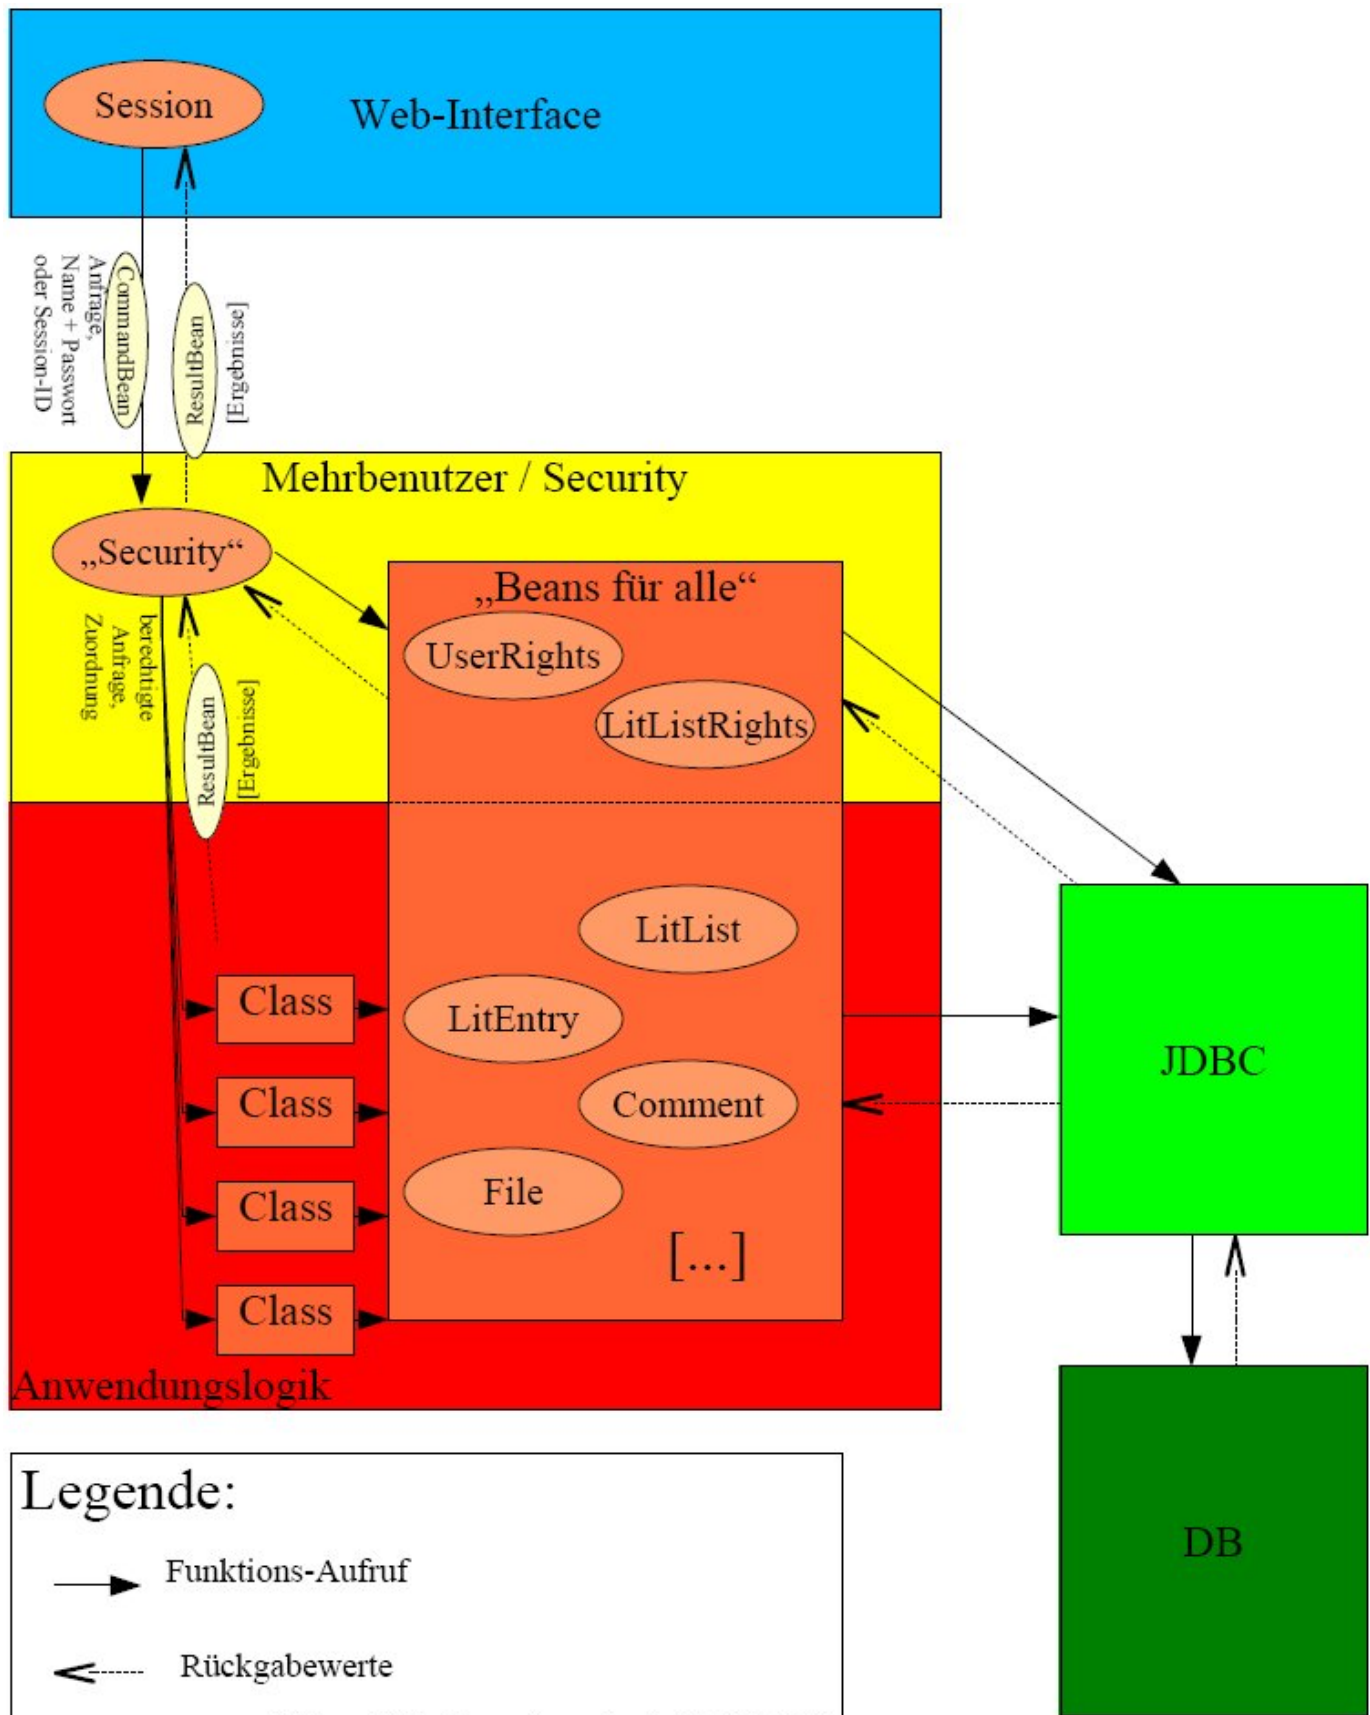 Session
Web-Interface
Anfrage,
Name + Passwort
oder Session-ID
CommandBean
ResultBean
[Ergebnisse]
Mehrbenutzer / Security
„Security“
„Beans für alle“
UserRights
LitListRights
berechtigte
Anfrage,
Zuordnung
ResultBean
[Ergebnisse]
LitList
Class
LitEntry
JDBC
Class
Comment
Class
File
[...]
Class
Anwendungslogik
Legende:
Funktions-Aufruf
Rückgabewerte
DB